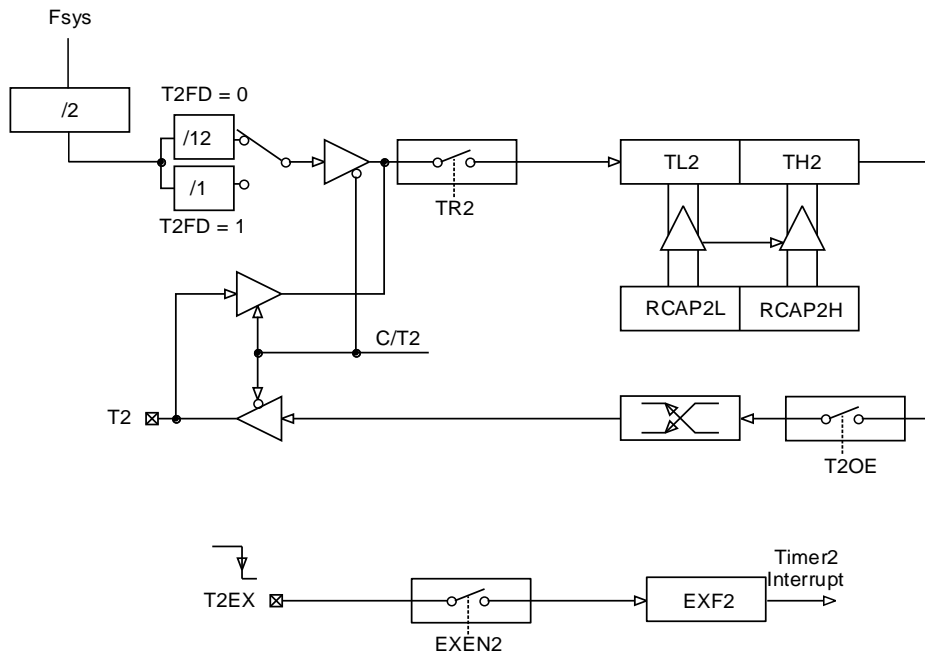 Fsys
/2
T2FD = 0
/12
/1
T2FD = 1
TR2
TL2
TH2
RCAP2L
RCAP2H
C/T2
T2
T2OE
T2EX
EXEN2
EXF2
Timer2
Interrupt